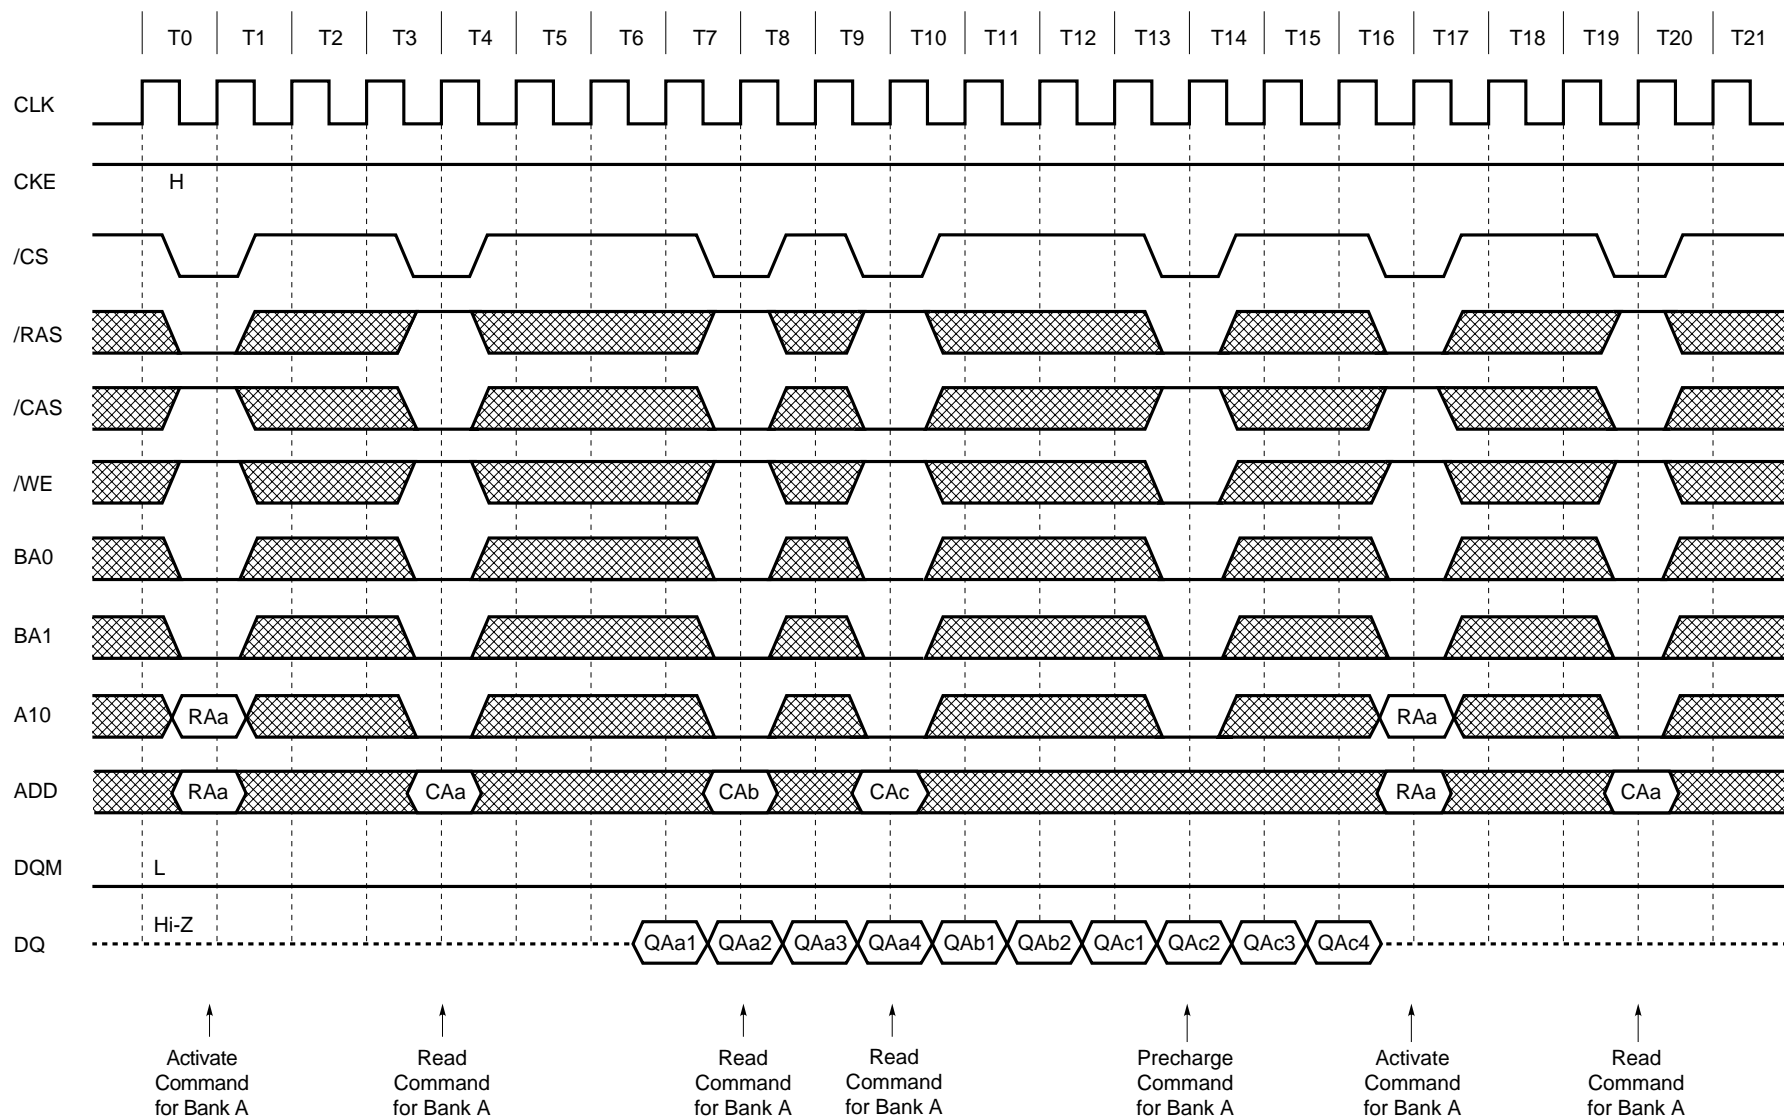 T0 T1 T2 T3 T4 T5 T6 T7 T8 T9 T10 T11 T12 T13 T14 T15 T16 T17 T18 T19 T20 T21
CLK
CKE H
/CS
/RAS
/CAS
/WE
BA0
BA1
A10 RAa RAa
ADD RAa CAa CAb CAc RAa CAa
DQM L
Hi-Z
DQ QAa1 QAa2 QAa3 QAa4 QAb1 QAb2 QAc1 QAc2 QAc3 QAc4
Activate
Command
for Bank A
Read
Command
for Bank A
Read
Command
for Bank A
Read
Command
for Bank A
Precharge
Command
for Bank A
Activate
Command
for Bank A
Read
Command
for Bank A